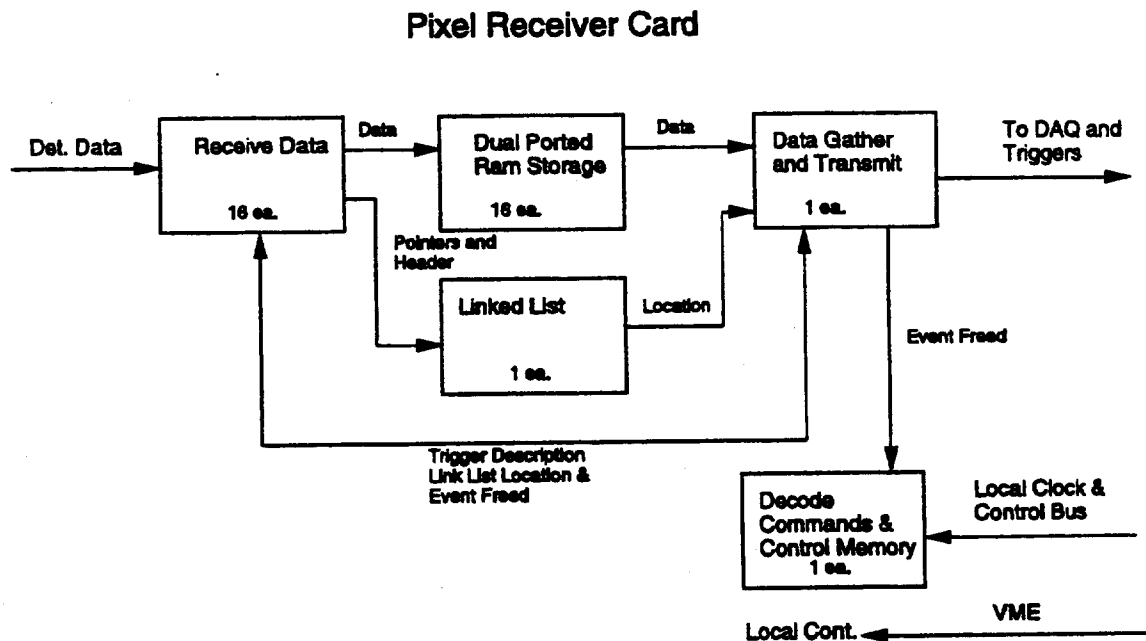 Pixel Receiver Card
Det. Data
Receive Data
16 ea.
Data
Dual Ported
Ram Storage
16 ea.
Data
Data Gather
and Transmit
1 ea.
To DAQ and
Triggers
Pointers and
Header
Linked List
1 ea.
Location
Event Freed
Trigger Description
Link List Location &
Event Freed
Decode
Commands &
Control Memory
1 ea.
Local Clock &
Control Bus
VME
Local Cont.